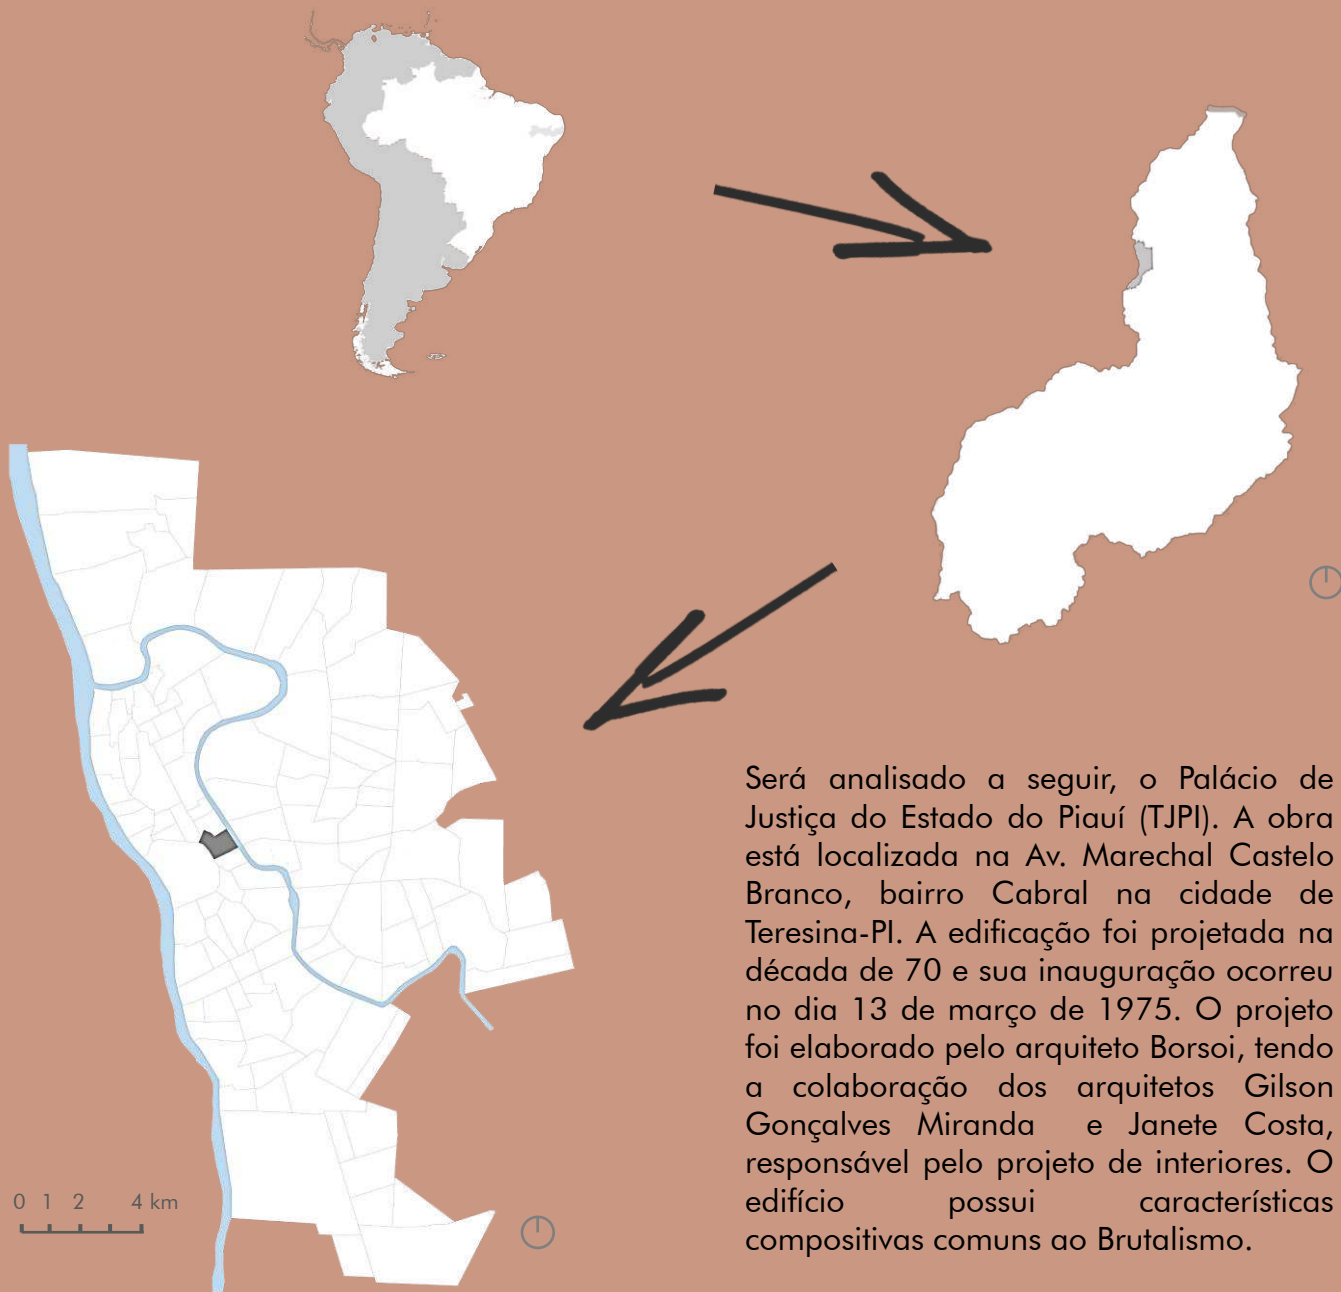 Será analisado a seguir, o Palácio de
Justiça do Estado do Piauí (TJPI). A obra
está localizada na Av. Marechal Castelo
Branco, bairro Cabral na cidade de
Teresina-PI. A edificação foi projetada na
década de 70 e sua inauguração ocorreu
no dia 13 de março de 1975. O projeto
foi elaborado pelo arquiteto Borsoi, tendo
a colaboração dos arquitetos Gilson
Gonçalves Miranda e Janete Costa,
responsável pelo projeto de interiores. O
edifício possui características
compositivas comuns ao Brutalismo.
0 1 2 4 km